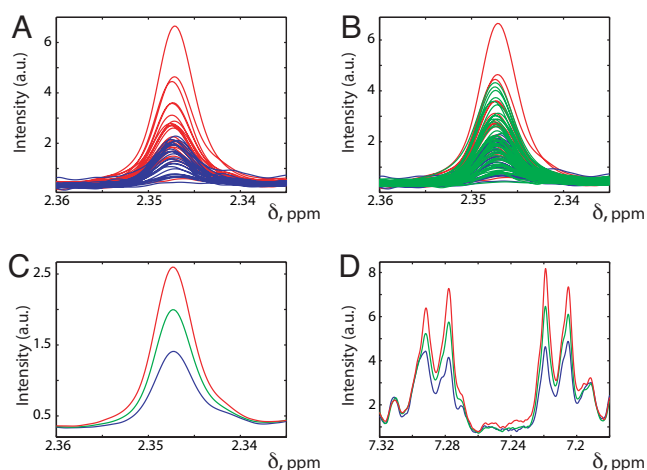 A
B
Intensity (a.u.)
6
4
2
2.36
2.35
2.34
δ, ppm
Intensity (a.u.)
6
4
2
2.36
2.35
2.34
δ, ppm
C
D
Intensity (a.u.)
2.5
1.5
0.5
2.36
2.35
2.34
δ, ppm
Intensity (a.u.)
8
6
4
2
7.32
7.28
7.24
7.2
δ, ppm